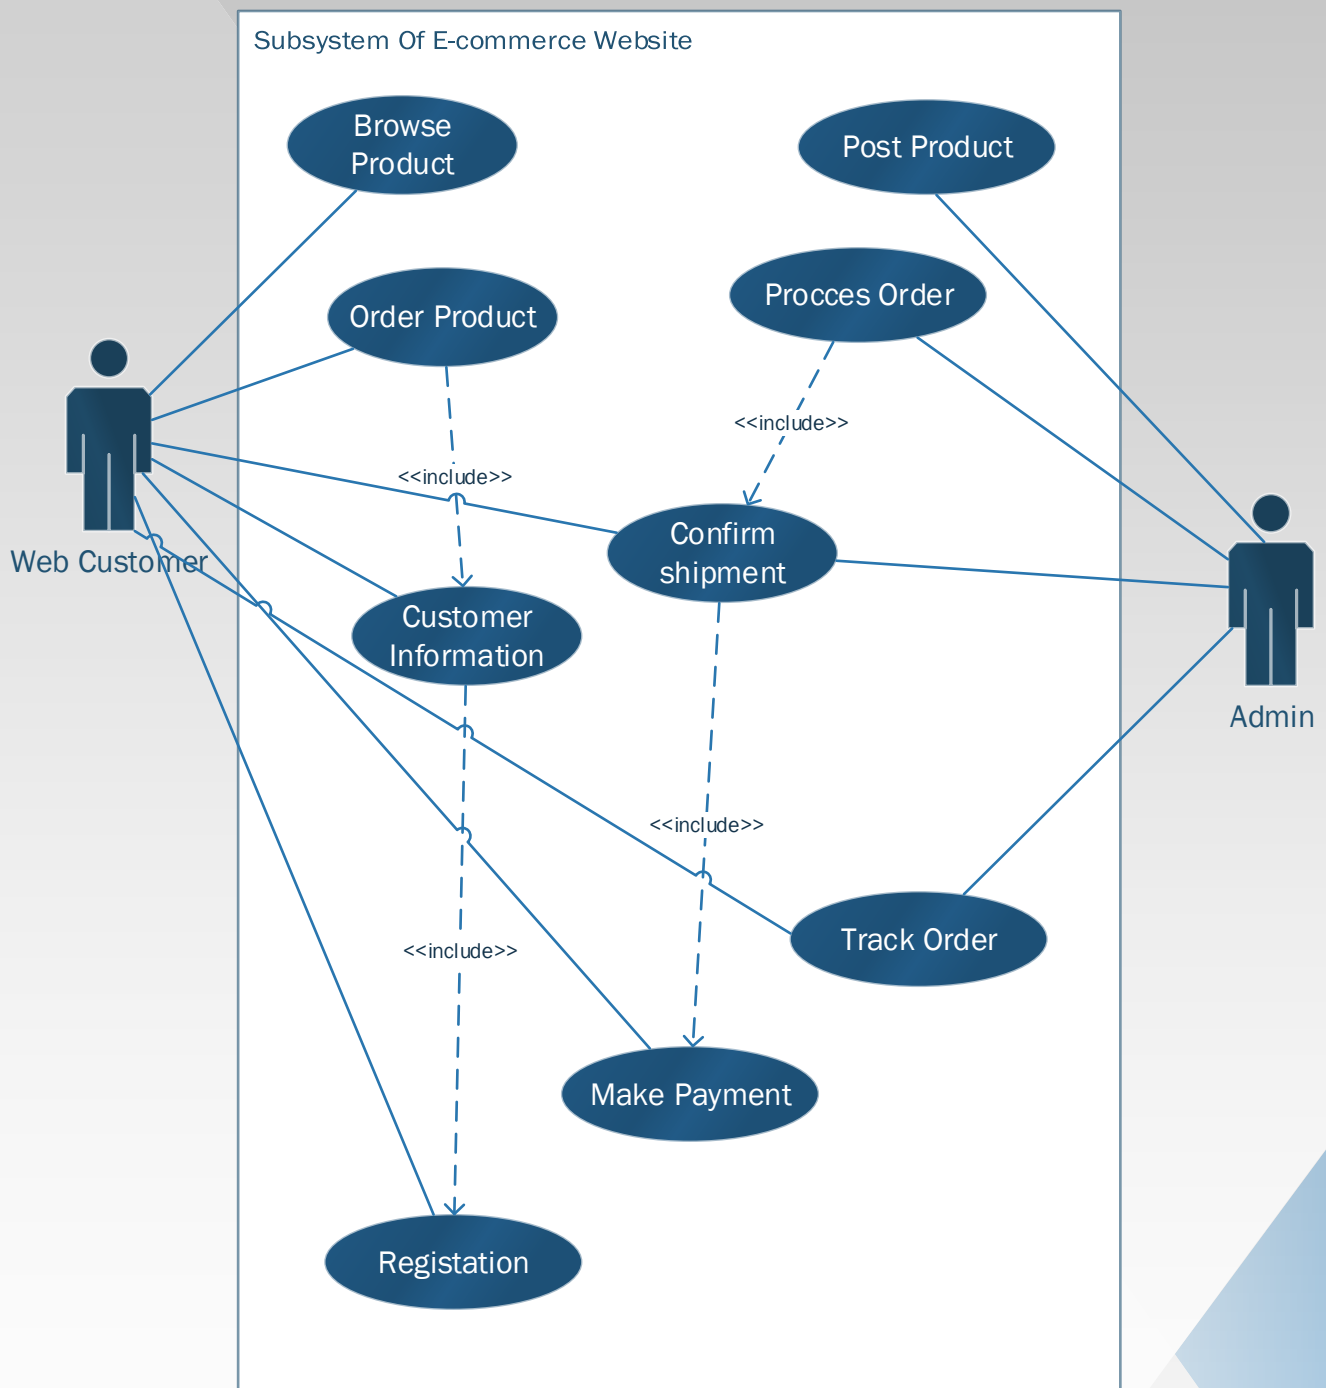 Subsystem Of E-commerce Website
Browse
Product
Post Product
Order Product
Procces Order
<<include>>
<<include>>
Confirm
shipment
Web Customer
Customer
Information
Admin
<<include>>
Track Order
<<include>>
Make Payment
Registation